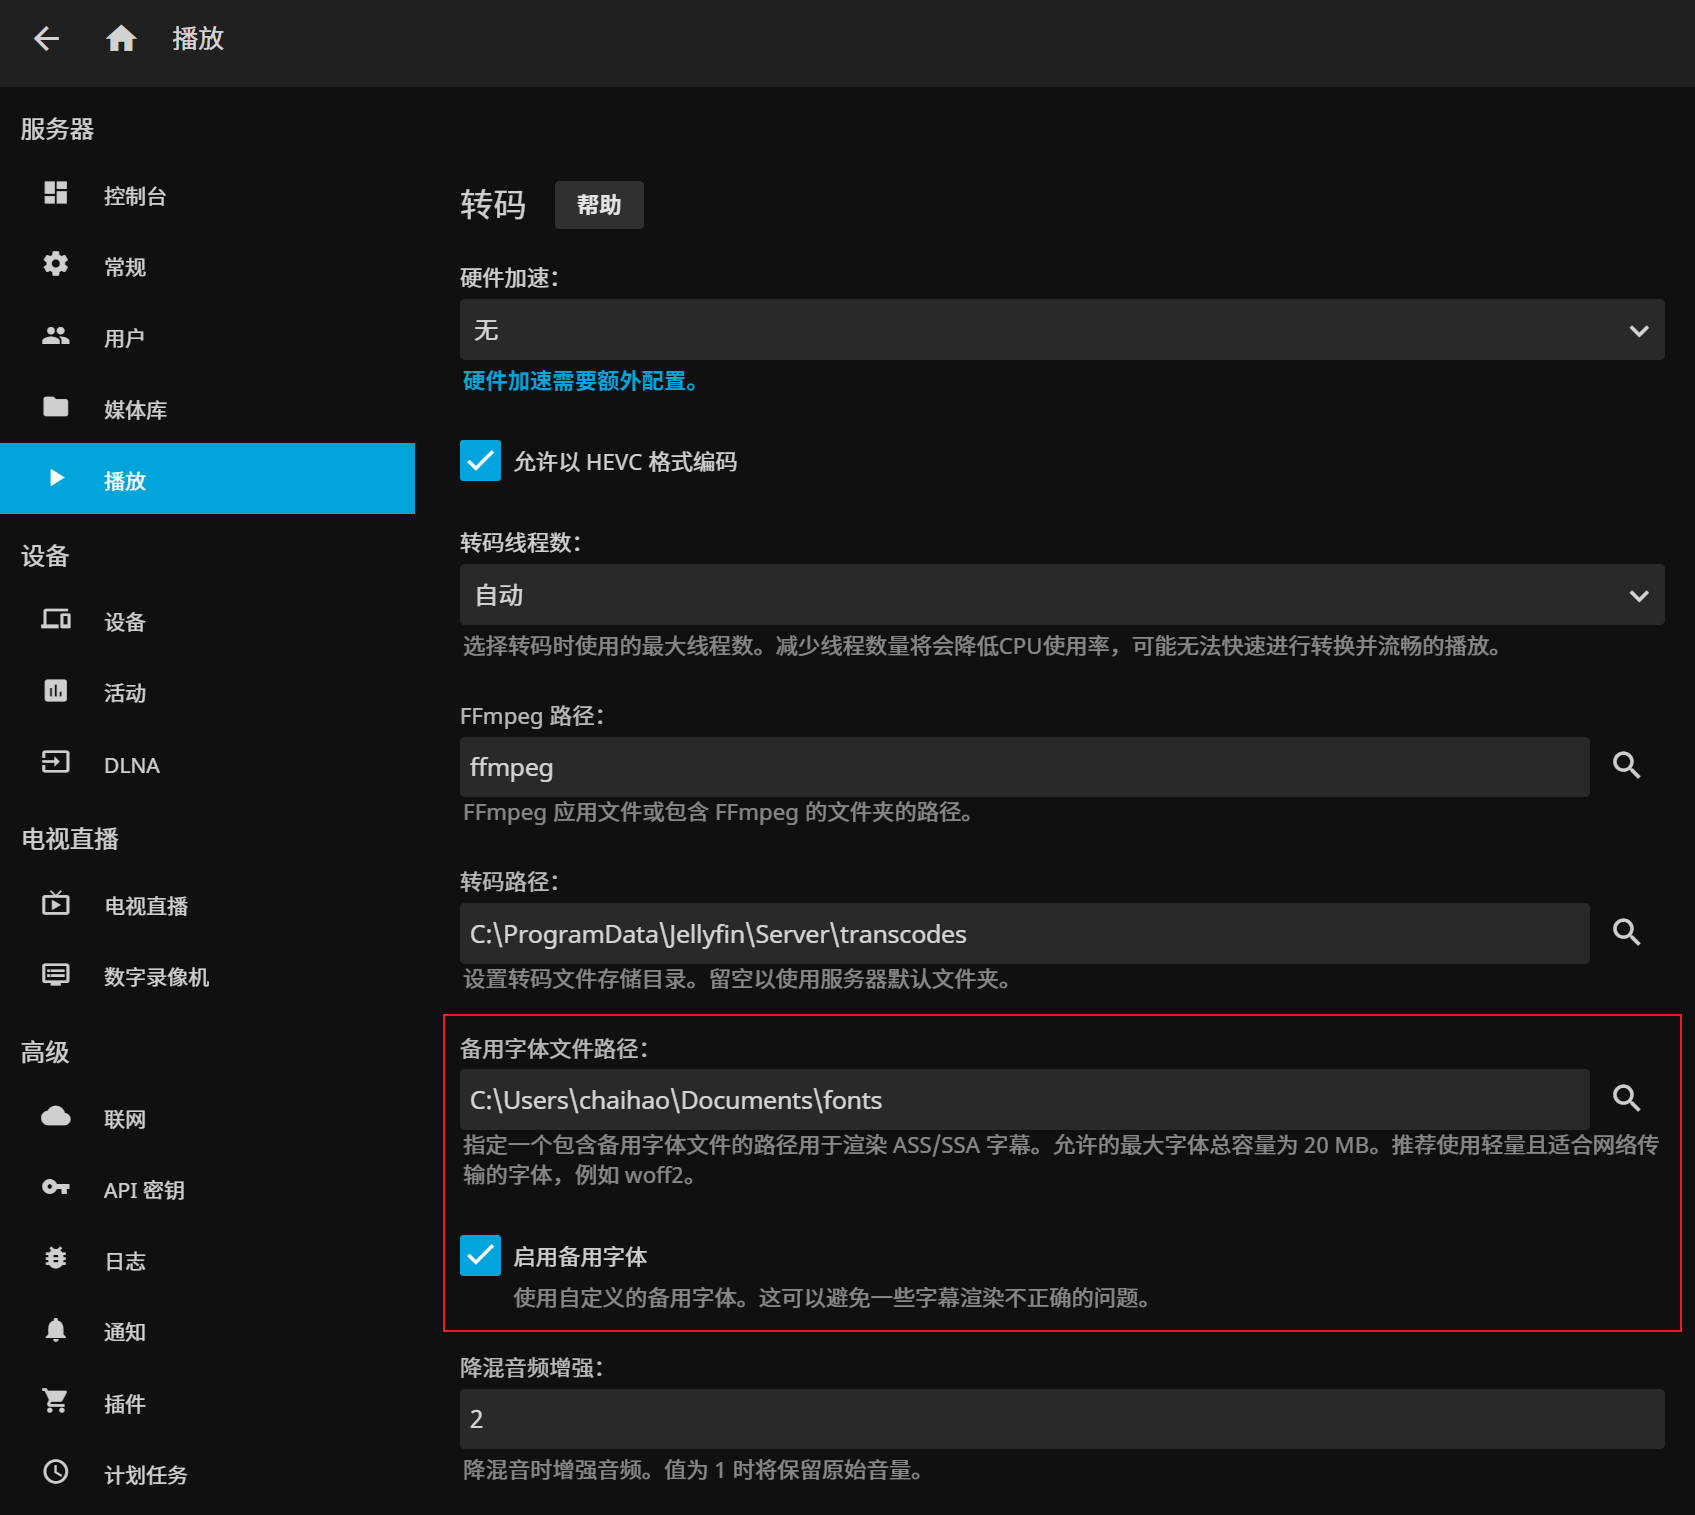 播放
服务器
控制台
常规
用户
媒体库
播放
设备
设备
活动
DLNA
电视直播
电视直播
数字录像机
高级
联网
API 密钥
日志
通知
插件
计划任务
转码
帮助
硬件加速：
无
硬件加速需要额外配置。
允许以 HEVC 格式编码
转码线程数：
自动
选择转码时使用的最大线程数。减少线程数量将会降低CPU使用率，可能无法快速进行转换并流畅的播放。
FFmpeg 路径：
ffmpeg
FFmpeg 应用文件或包含 FFmpeg 的文件夹的路径。
转码路径：
C:\ProgramData\Jellyfin\Server\transcodes
设置转码文件存储目录。留空以使用服务器默认文件夹。
备用字体文件路径：
C:\Users\chaihao\Documents\fonts
指定一个包含备用字体文件的路径用于渲染 ASS/SSA 字幕。允许的最大字体总容量为 20 MB。推荐使用轻量且适合网络传
输的字体，例如 woff2。
启用备用字体
使用自定义的备用字体。这可以避免一些字幕渲染不正确的问题。
降混音频增强：
2
降混音时增强音频。值为 1 时将保留原始音量。